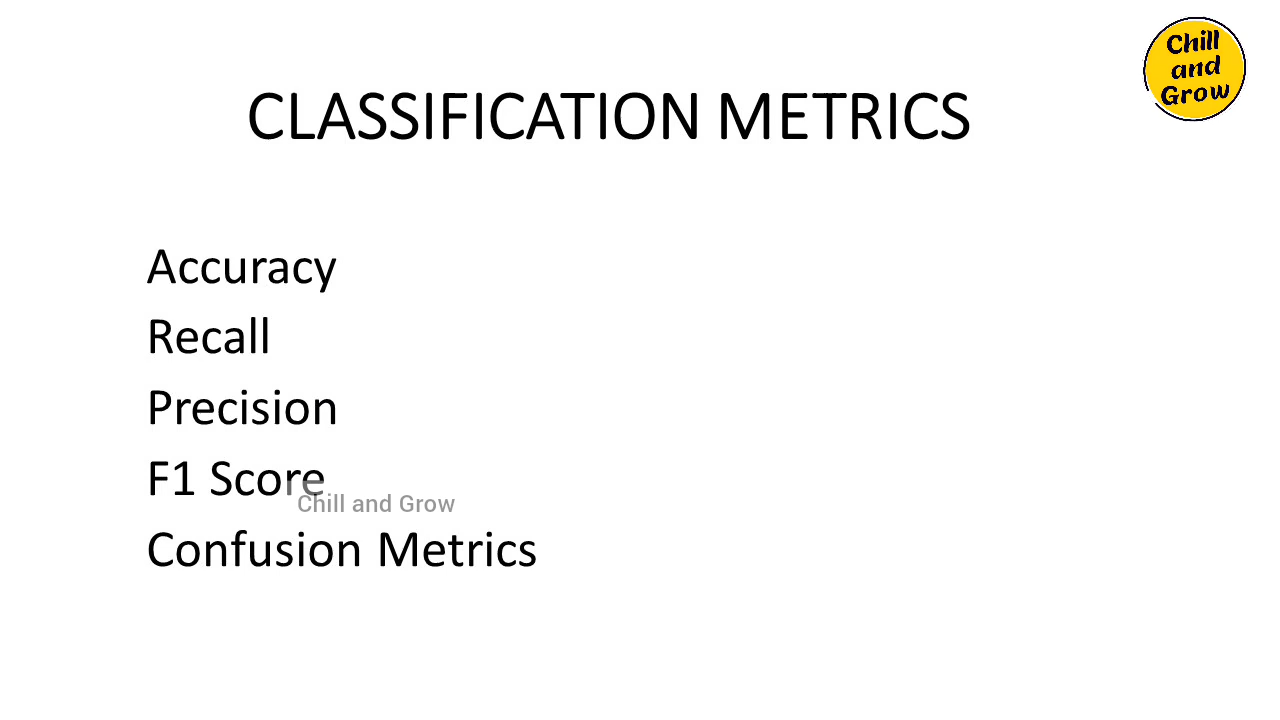 Chill
and
Grow
CLASSIFICATION METRICS
Accuracy
Recall
Precision
F1 Score
Chill and Grow
Confusion Metrics